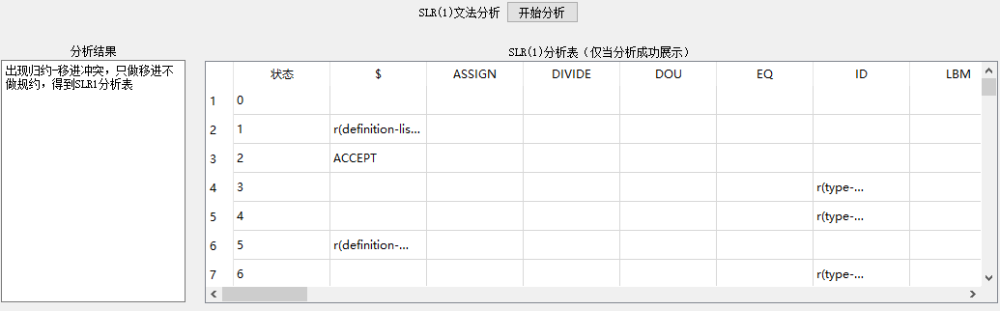 SLR(1)文法分析 开始分析
分析结果
出现归约-移进冲突，只做移进不
做规约，得到SLR1分析表
SLR(1)分析表（仅当分析成功展示）
状态 $ ASSIGN DIVIDE DOU EQ ID LBM
1 0
2 1 r(definition-lis...
3 2 ACCEPT
4 3 r(type-...
5 4 r(type-...
6 5 r(definition-...
7 6 r(type-...